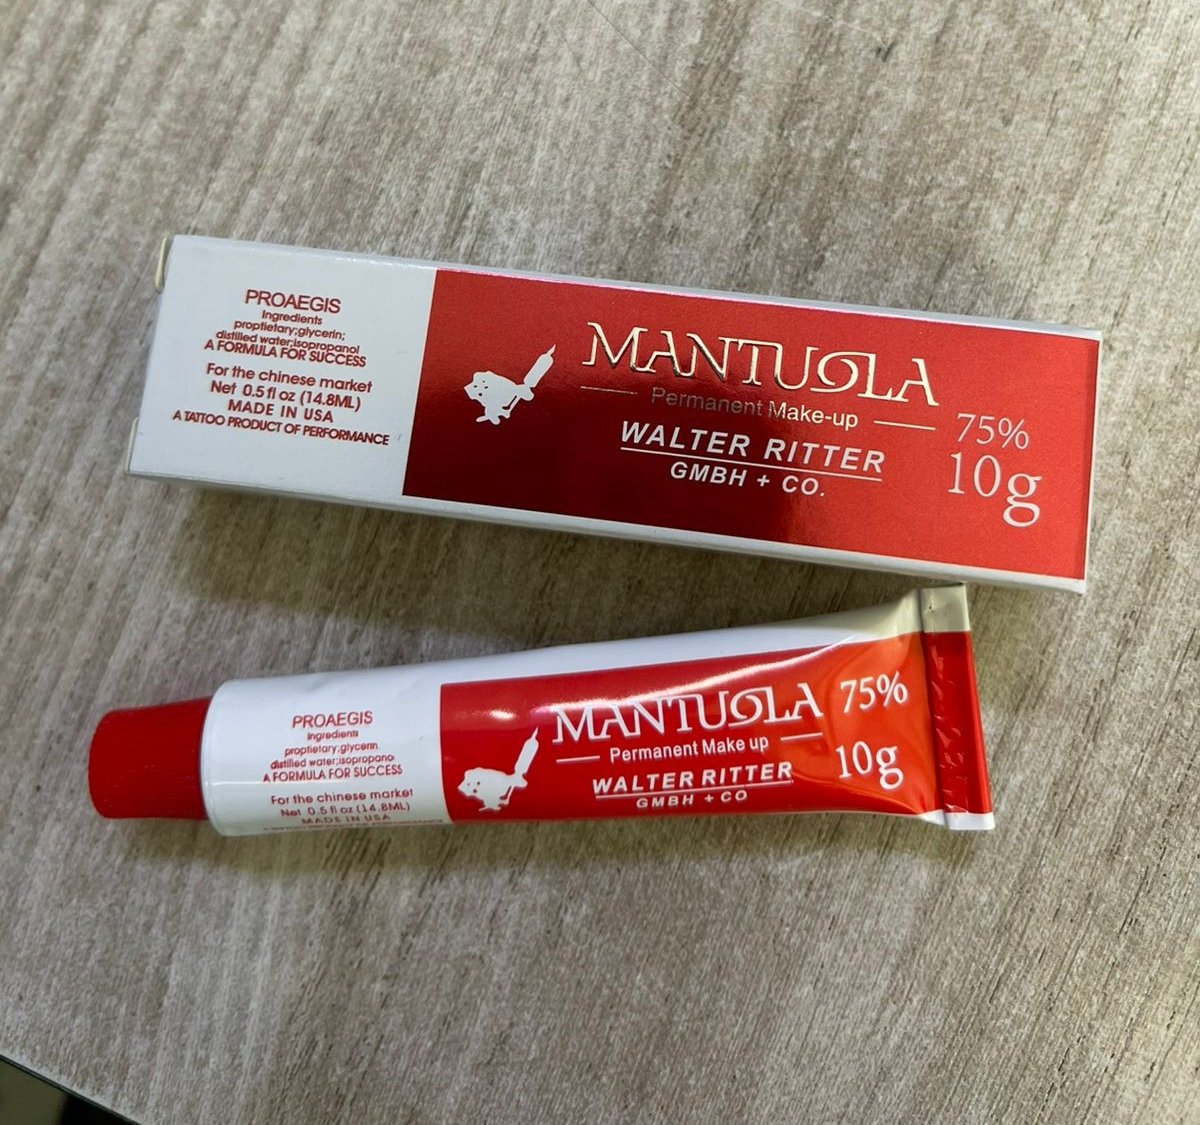 PROAEGIS
Ingredients
proptietary;glycerin;
distilled water;isopropanol
A FORMULA FOR SUCCESS
For the chinese market
Net 0.5 fl oz (14.8ML)
MADE IN USA
A TATTOO PRODUCT OF PERFORMANCE
MANTUOLA
Permanent Make-up
WALTER RITTER
GMBH + CO.
75%
10g
PROAEGIS
Ingredients
proptietary;glycerin
distilled water;isopropano
A FORMULA FOR SUCCESS
For the chinese market
Net 0.5 fl oz (14.8ML)
MADE IN USA
MANTUOLA
Permanent Make up
WALTER RITTER
GMBH + CO
75%
10g